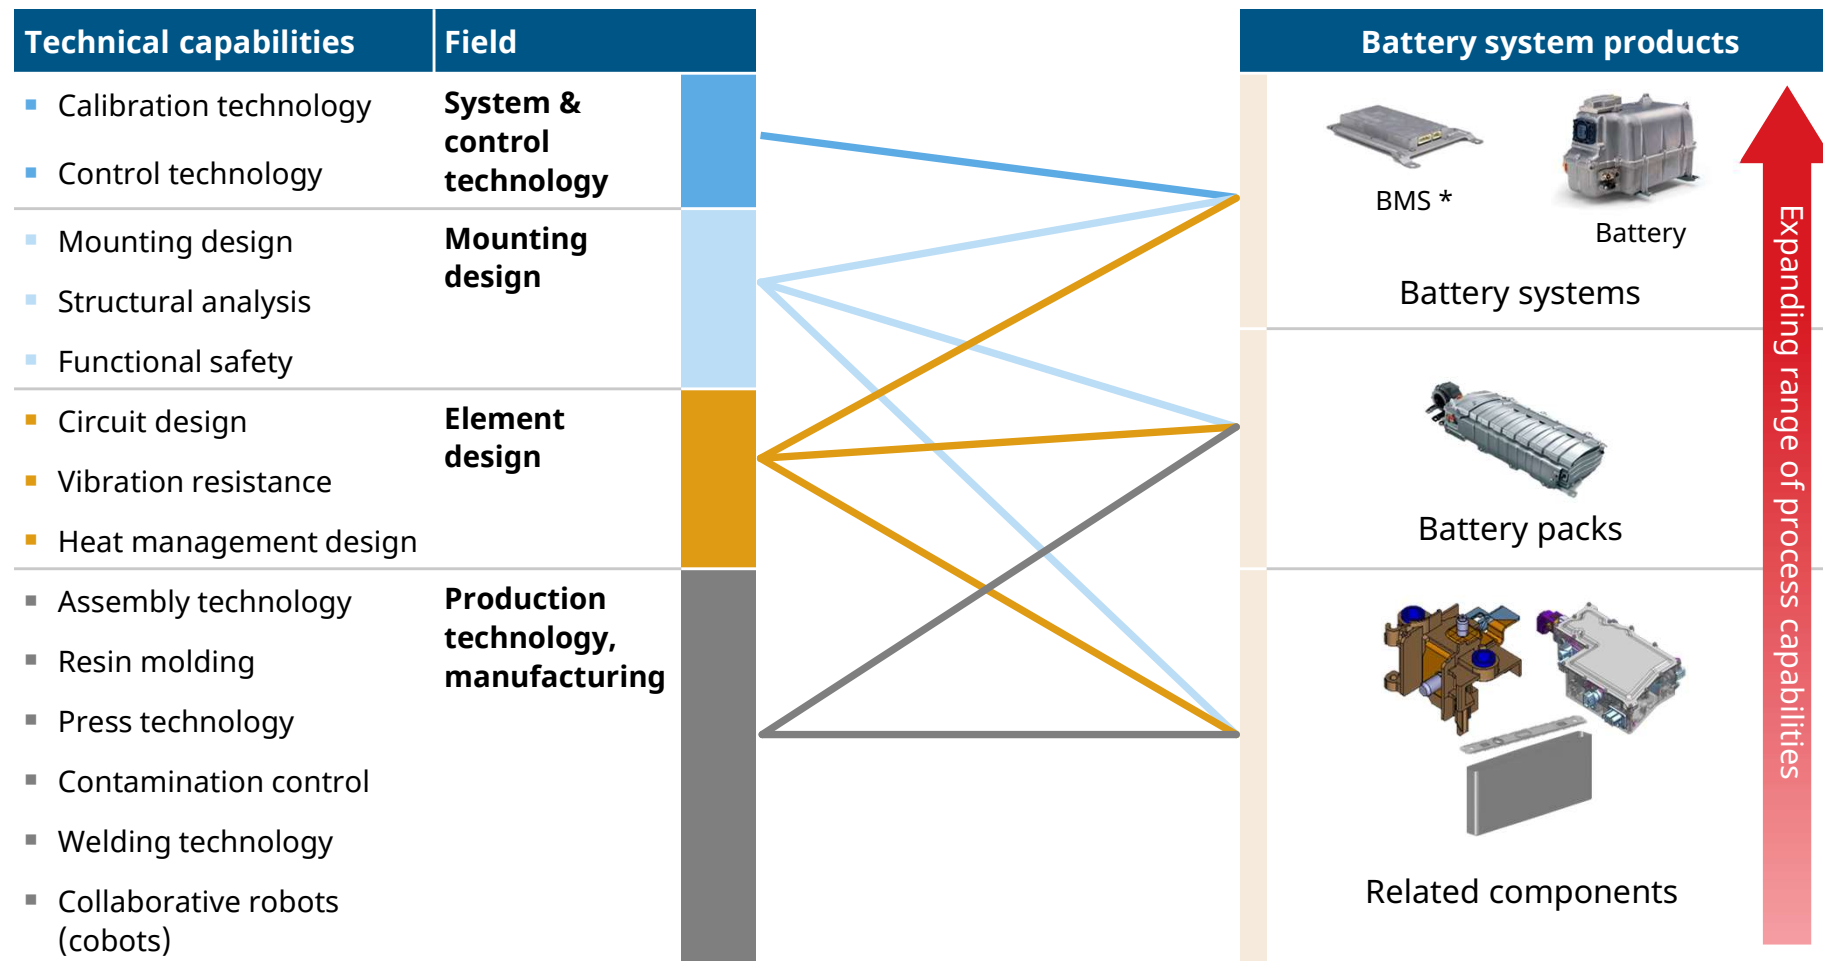 Technical capabilities
Field
Calibration technology
Control technology
System &
control
technology
Mounting design
Structural analysis
Functional safety
Mounting
design
Circuit design
Vibration resistance
Heat management design
Element
design
Assembly technology
Resin molding
Press technology
Contamination control
Welding technology
Collaborative robots
(cobots)
Production
technology,
manufacturing
Battery system products
BMS *
Battery
Battery systems
Battery packs
Related components
Expanding range of process capabilities